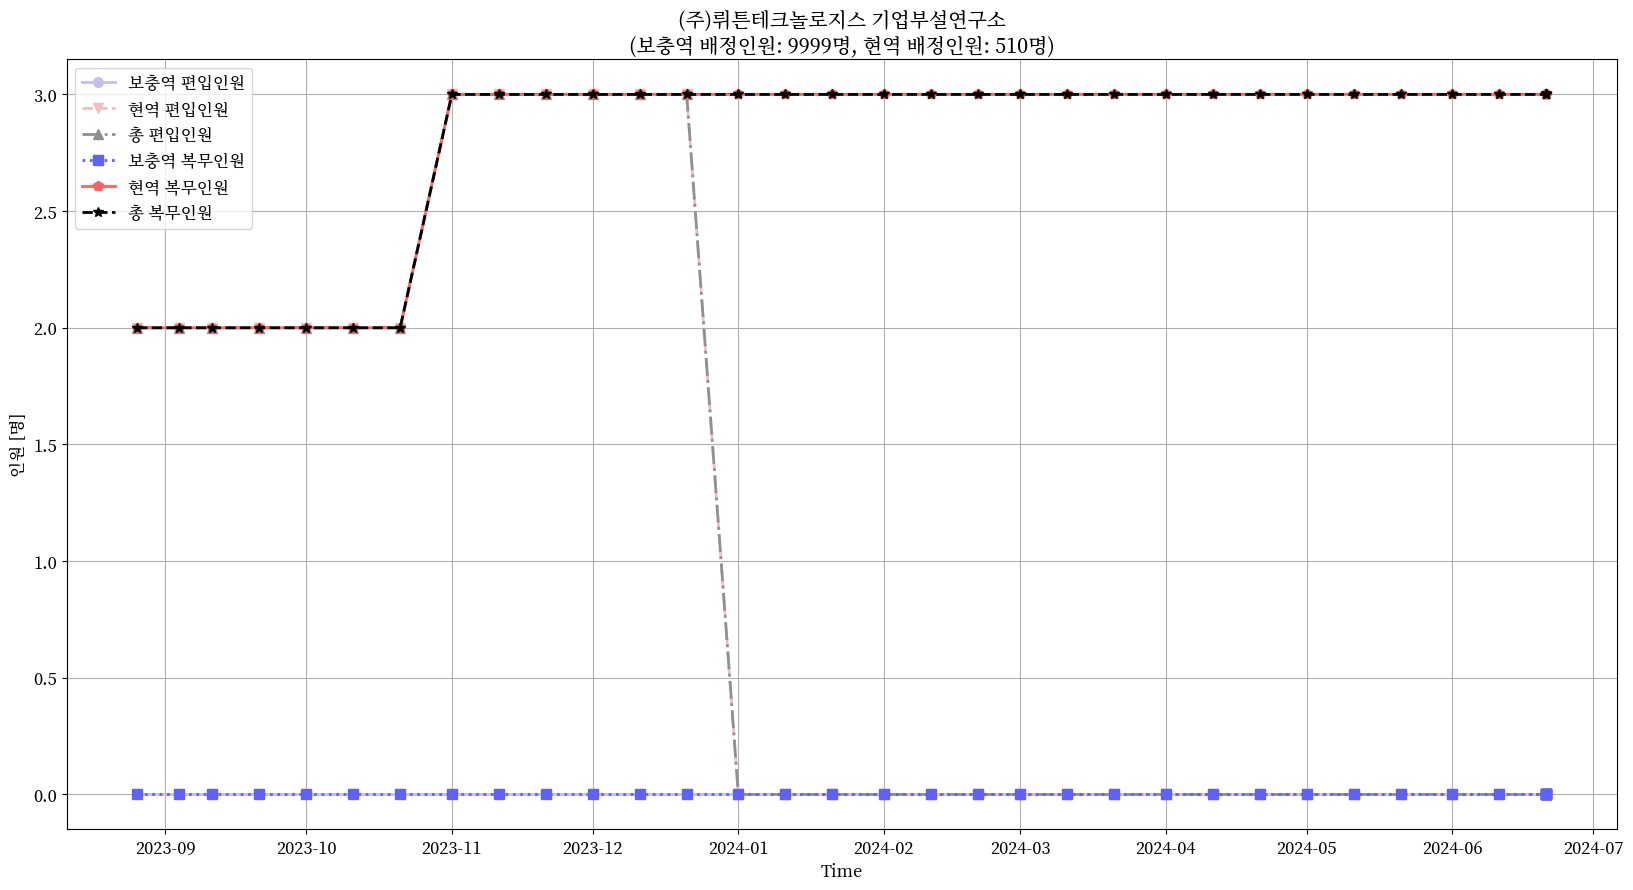 (주)뤼튼테크놀로지스 기업부설연구소
(보충역 배정인원: 9999명, 현역 배정인원: 510명)
보충역 편입인원
현역 편입인원
총 편입인원
보충역 복무인원
현역 복무인원
총 복무인원
인원 [명]
3.0
2.5
2.0
1.5
1.0
0.5
0.0
2023-09
2023-10
2023-11
2023-12
2024-01
2024-02
2024-03
2024-04
2024-05
2024-06
2024-07
Time